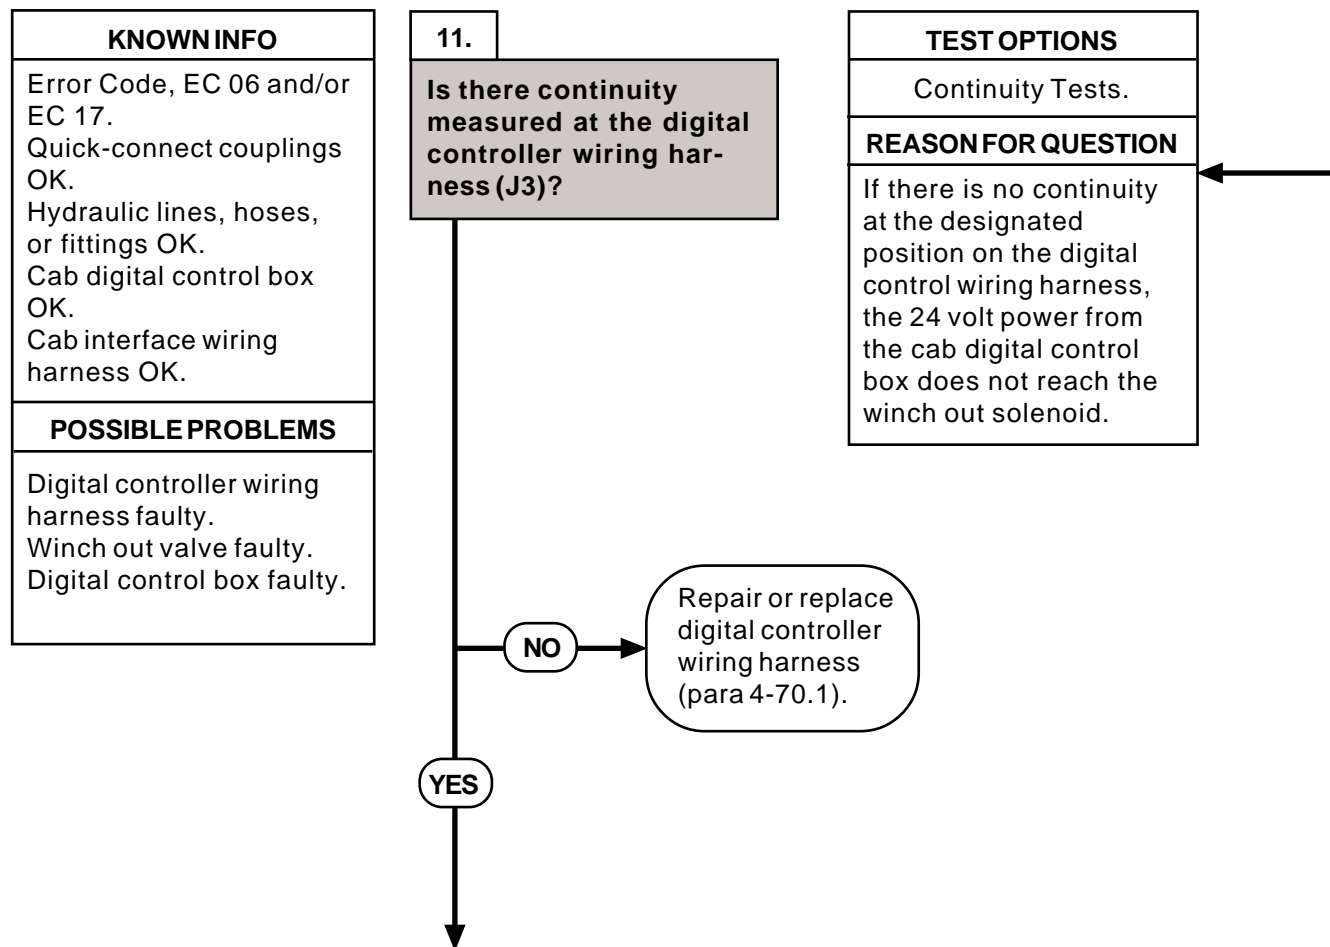 KNOWN INFO
Error Code, EC 06 and/or
EC 17.
Quick-connect couplings
OK.
Hydraulic lines, hoses,
or fittings OK.
Cab digital control box
OK.
Cab interface wiring
harness OK.
POSSIBLE PROBLEMS
Digital controller wiring
harness faulty.
Winch out valve faulty.
Digital control box faulty.
11.
Is there continuity
measured at the digital
controller wiring har-
ness (J3)?
TEST OPTIONS
Continuity Tests.
REASON FOR QUESTION
If there is no continuity
at the designated
position on the digital
control wiring harness,
the 24 volt power from
the cab digital control
box does not reach the
winch out solenoid.
NO
Repair or replace
digital controller
wiring harness
(para 4-70.1).
YES